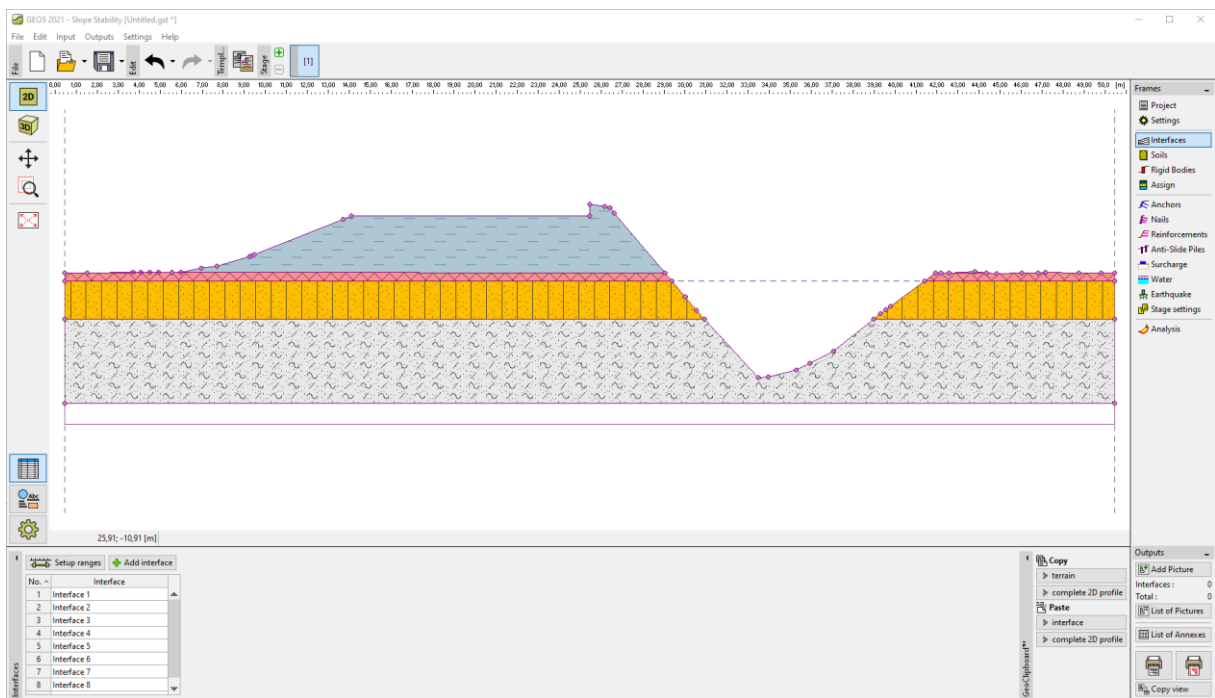 GEO5 2021 - Slope Stability [Untitled.gst *]
File Edit Input Outputs Settings Help
File
Edit
Templ...
Stage
[1]
2D
3D
0,00 1,00 2,00 3,00 4,00 5,00 6,00 7,00 8,00 9,00 10,00 11,00 12,00 13,00 14,00 15,00 16,00 17,00 18,00 19,00 20,00 21,00 22,00 23,00 24,00 25,00 26,00 27,00 28,00 29,00 30,00 31,00 32,00 33,00 34,00 35,00 36,00 37,00 38,00 39,00 40,00 41,00 42,00 43,00 44,00 45,00 46,00 47,00 48,00 49,00 50,0 [m]
Frames
Project
Settings
Interfaces
Soils
Rigid Bodies
Assign
Anchors
Nails
Reinforcements
Anti-Slide Piles
Surcharge
Water
Earthquake
Stage settings
Analysis
Abc
25,91; -10,91 [m]
Interfaces
Setup ranges
Add interface
No. Interface
1 Interface 1
2 Interface 2
3 Interface 3
4 Interface 4
5 Interface 5
6 Interface 6
7 Interface 7
8 Interface 8
GeoClipboard™
Copy
terrain
complete 2D profile
Paste
interface
complete 2D profile
Outputs
Add Picture
Interfaces : 0
Total : 0
List of Pictures
List of Annexes
Copy view